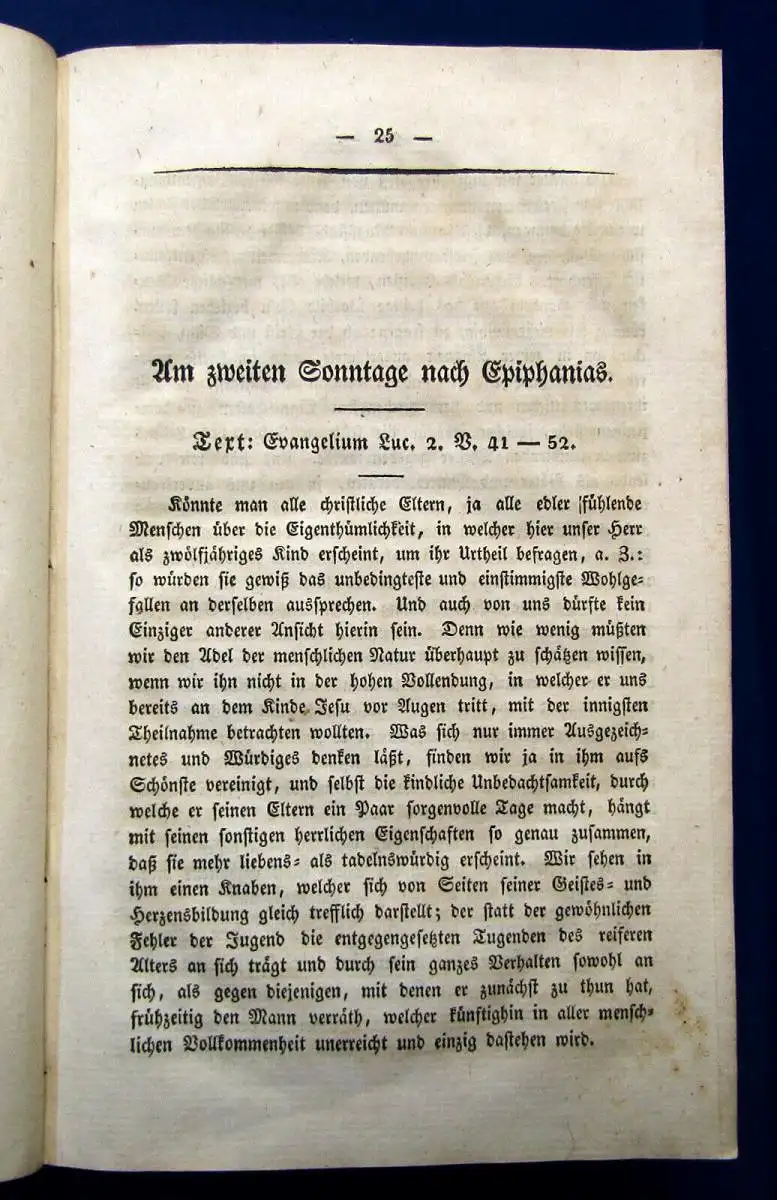 — 25 —
Am zweiten Sonntage nach Epiphanias.
Text: Evangelium Luc. 2. V. 41 — 52.
Könnte man alle christliche Eltern, ja alle edler fühlende
Menschen über die Eigenthümlichkeit, in welcher hier unser Herr
als zwölfjähriges Kind erscheint, um ihr Urtheil befragen, a. Z.:
so würden sie gewiß das unbedingteste und einstimmigste Wohlge-
fallen an derselben aussprechen. Und auch von uns dürfte kein
Einziger anderer Ansicht hierin sein. Denn wie wenig müßten
wir den Adel der menschlichen Natur überhaupt zu schätzen wissen,
wenn wir ihn nicht in der hohen Vollendung, in welcher er uns
bereits an dem Kinde Jesu vor Augen tritt, mit der innigsten
Theilnahme betrachten wollten. Was sich nur immer Ausgezeich-
netes und Würdiges denken läßt, finden wir ja in ihm aufs
Schönste vereinigt, und selbst die kindliche Unbedachtsamkeit, durch
welche er seinen Eltern ein Paar sorgenvolle Tage macht, hängt
mit seinen sonstigen herrlichen Eigenschaften so genau zusammen,
daß sie mehr liebens- als tadelnswürdig erscheint. Wir sehen in
ihm einen Knaben, welcher sich von Seiten seiner Geistes- und
Herzensbildung gleich trefflich darstellt; der statt der gewöhnlichen
Fehler der Jugend die entgegengesetzten Tugenden des reiferen
Alters an sich trägt und durch sein ganzes Verhalten sowohl an
sich, als gegen diejenigen, mit denen er zunächst zu thun hat,
frühzeitig den Mann verräth, welcher künftighin in aller mensch-
lichen Vollkommenheit unerreicht und einzig dastehen wird.